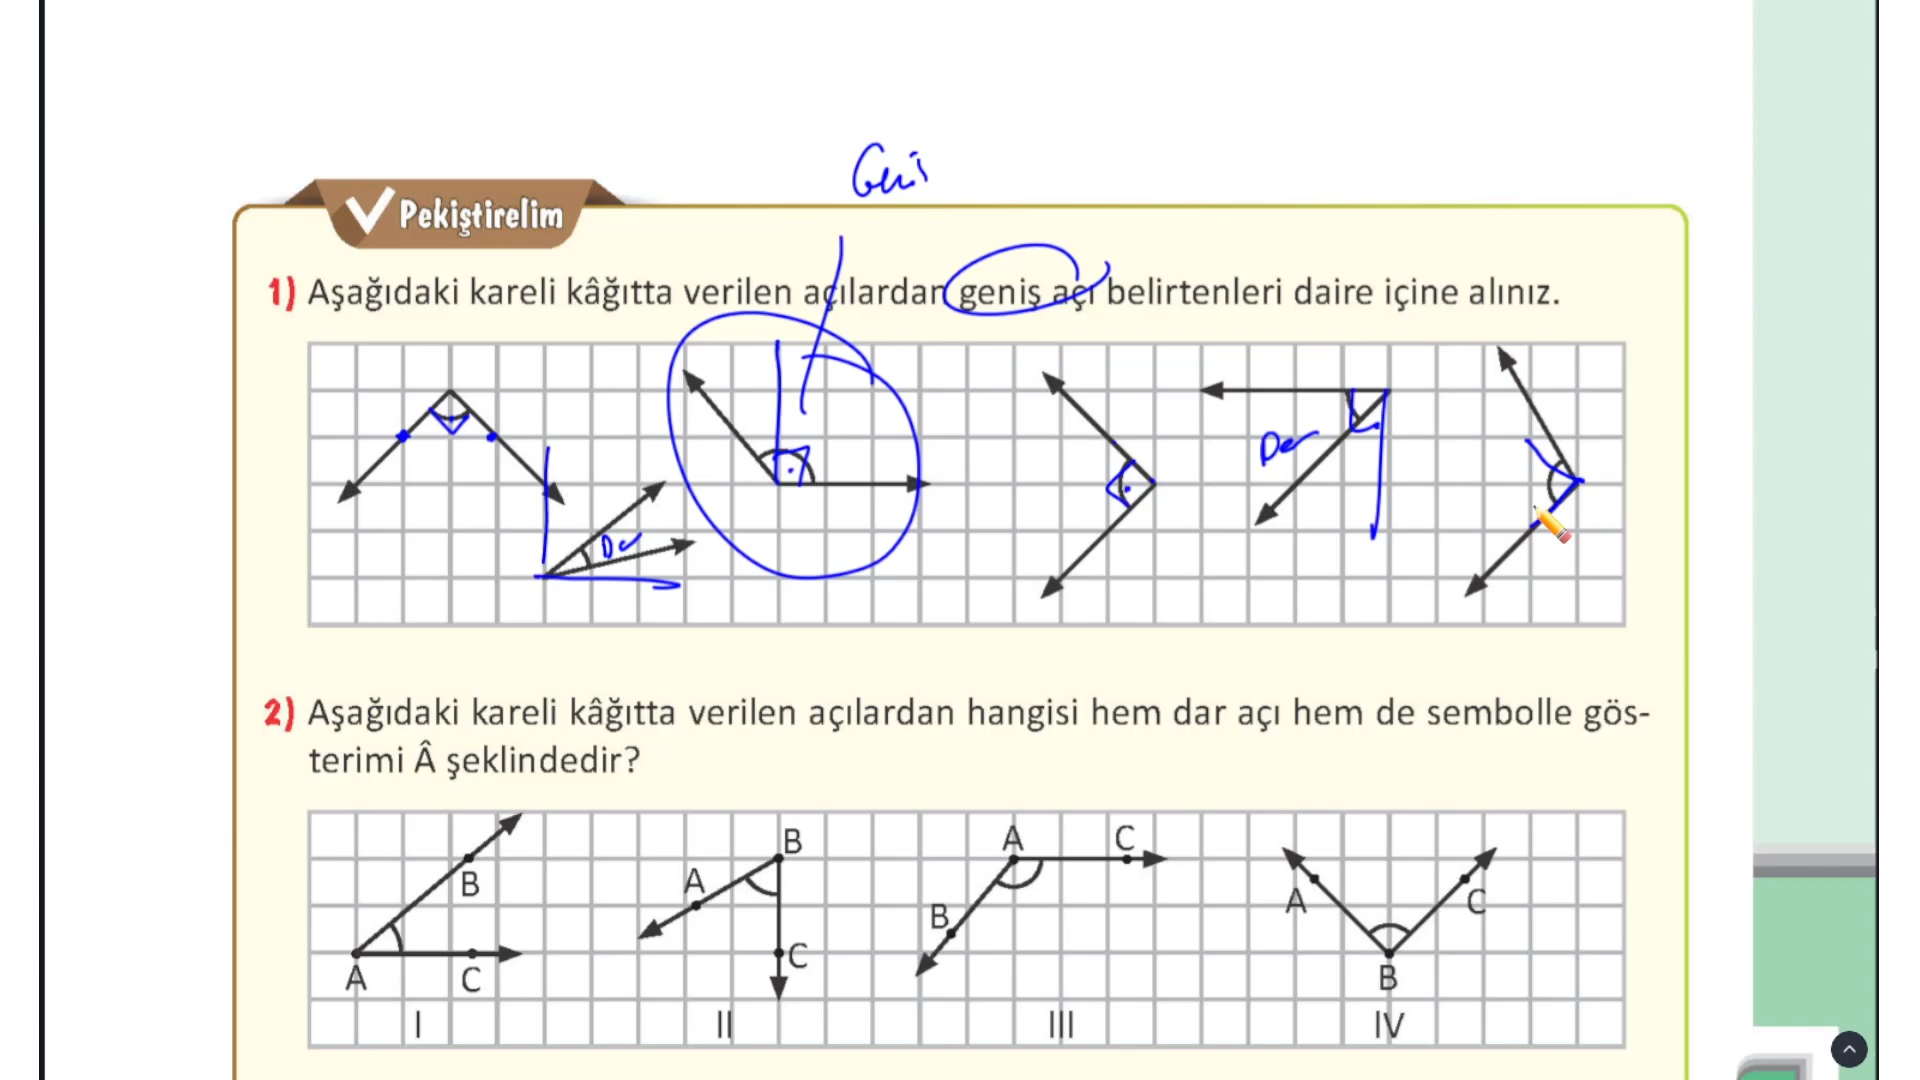 Pekiştirelim
1) Aşağıdaki kareli kâğıtta verilen açılardan geniş açı belirtenleri daire içine alınız.
2) Aşağıdaki kareli kâğıtta verilen açılardan hangisi hem dar açı hem de sembolle gös-
terimi Â şeklindedir?
B
A
C
I
B
A
C
II
A
C
B
III
A
C
B
IV